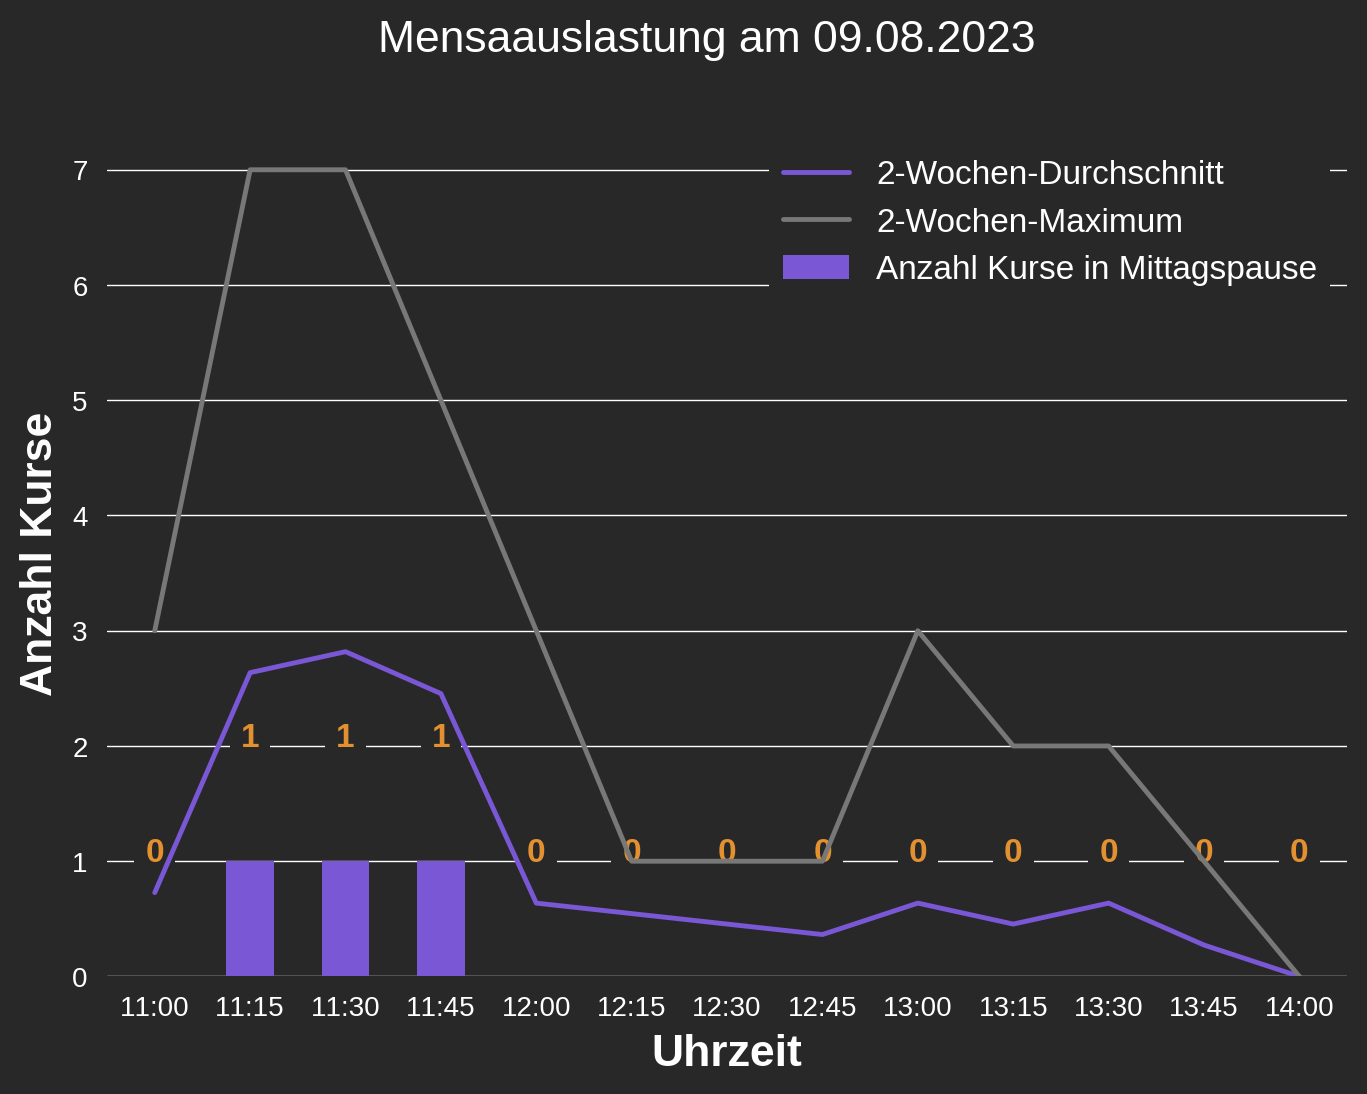 Mensaauslastung am 09.08.2023
2-Wochen-Durchschnitt
2-Wochen-Maximum
Anzahl Kurse in Mittagspause
Anzahl Kurse
7
6
5
4
3
2
1
0
1 1 1
0 0 0 0 0 0 0 0 0 0
11:00 11:15 11:30 11:45 12:00 12:15 12:30 12:45 13:00 13:15 13:30 13:45 14:00
Uhrzeit